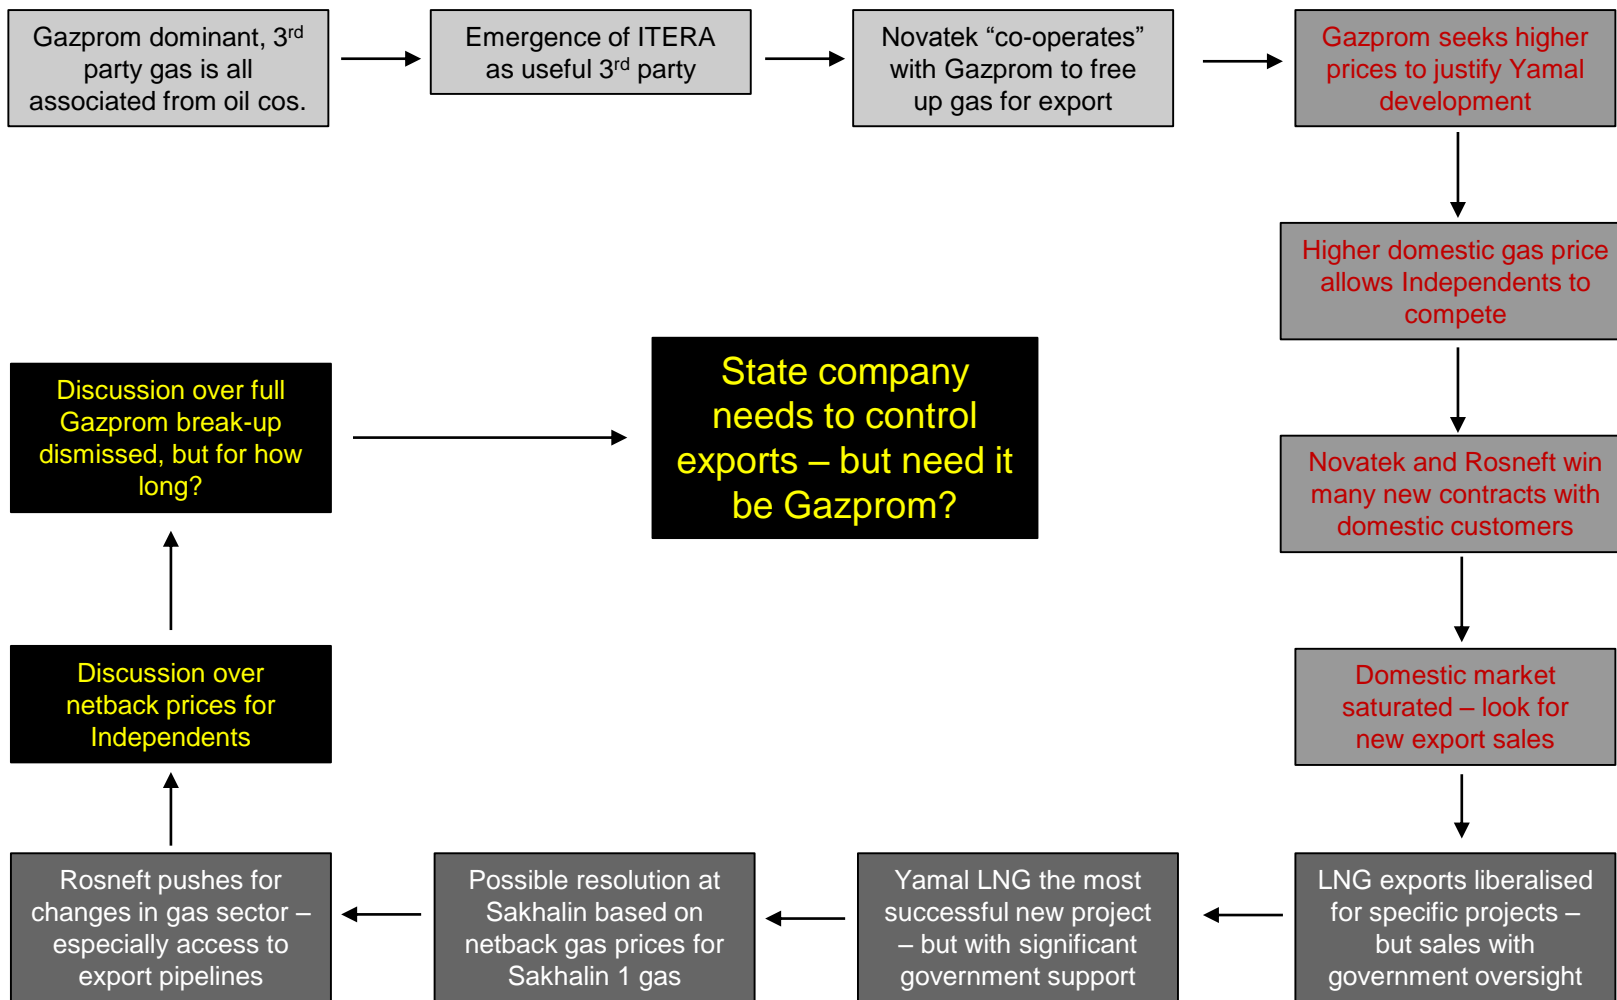 Gazprom dominant, 3rd
party gas is all
associated from oil cos.
Emergence of ITERA
as useful 3rd party
Novatek “co-operates”
with Gazprom to free
up gas for export
Gazprom seeks higher
prices to justify Yamal
development
Higher domestic gas price
allows Independents to
compete
Novatek and Rosneft win
many new contracts with
domestic customers
Domestic market
saturated – look for
new export sales
LNG exports liberalised
for specific projects –
but sales with
government oversight
Yamal LNG the most
successful new project
– but with significant
government support
Possible resolution at
Sakhalin based on
netback gas prices for
Sakhalin 1 gas
Rosneft pushes for
changes in gas sector –
especially access to
export pipelines
Discussion over
netback prices for
Independents
Discussion over full
Gazprom break-up
dismissed, but for how
long?
State company
needs to control
exports – but need it
be Gazprom?